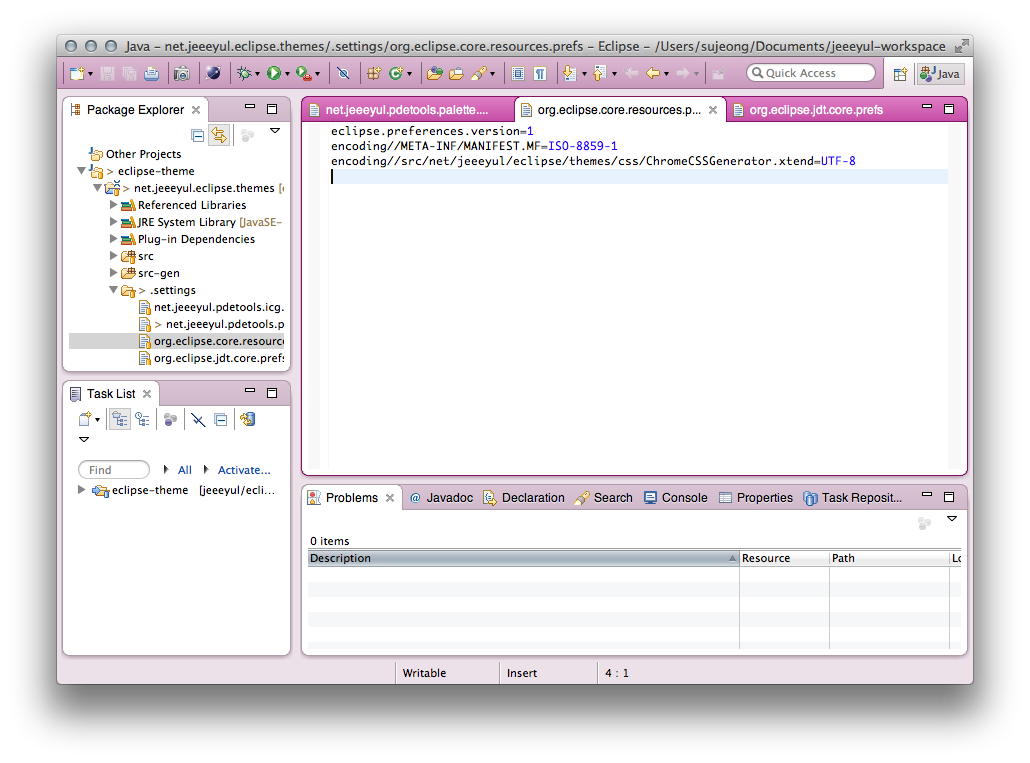 Java – net.jeeeyul.eclipse.themes/.settings/org.eclipse.core.resources.prefs – Eclipse – /Users/sujeong/Documents/jeeeyul-workspace
Quick Access
Java
Package Explorer
Other Projects
> eclipse-theme
> net.jeeeyul.eclipse.themes
Referenced Libraries
JRE System Library [JavaSE-
Plug-in Dependencies
src
src-gen
> .settings
net.jeeeyul.pdetools.icg.
> net.jeeeyul.pdetools.p
org.eclipse.core.resourc
org.eclipse.jdt.core.prefs
Task List
Find
All
Activate...
eclipse-theme [jeeeyul/ecli...
net.jeeeyul.pdetools.palette....
org.eclipse.core.resources.p...
org.eclipse.jdt.core.prefs
eclipse.preferences.version=1
encoding//META-INF/MANIFEST.MF=ISO-8859-1
encoding//src/net/jeeeyul/eclipse/themes/css/ChromeCSSGenerator.xtend=UTF-8
Problems
@ Javadoc
Declaration
Search
Console
Properties
Task Reposit...
0 items
Description
Resource
Path
Lo
Writable
Insert
4 : 1